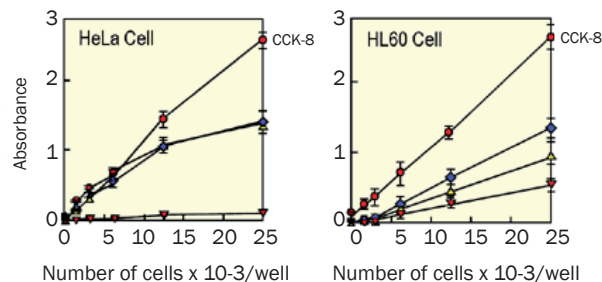 3
HeLa Cell
CCK-8
2
1
0
Absorbance
0 5 10 15 20 25
Number of cells x 10-3/well
3
HL60 Cell
CCK-8
2
1
0
0 5 10 15 20 25
Number of cells x 10-3/well